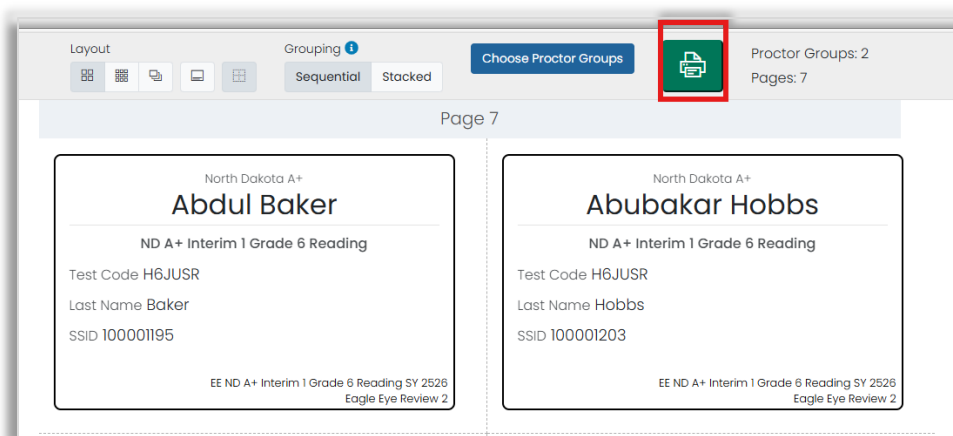 Layout
Grouping
Sequential Stacked
Choose Proctor Groups
Proctor Groups: 2
Pages: 7
Page 7
North Dakota A+
Abdul Baker
ND A+ Interim 1 Grade 6 Reading
Test Code H6JUSR
Last Name Baker
SSID 100001195
EE ND A+ Interim 1 Grade 6 Reading SY 2526
Eagle Eye Review 2
North Dakota A+
Abubakar Hobbs
ND A+ Interim 1 Grade 6 Reading
Test Code H6JUSR
Last Name Hobbs
SSID 100001203
EE ND A+ Interim 1 Grade 6 Reading SY 2526
Eagle Eye Review 2